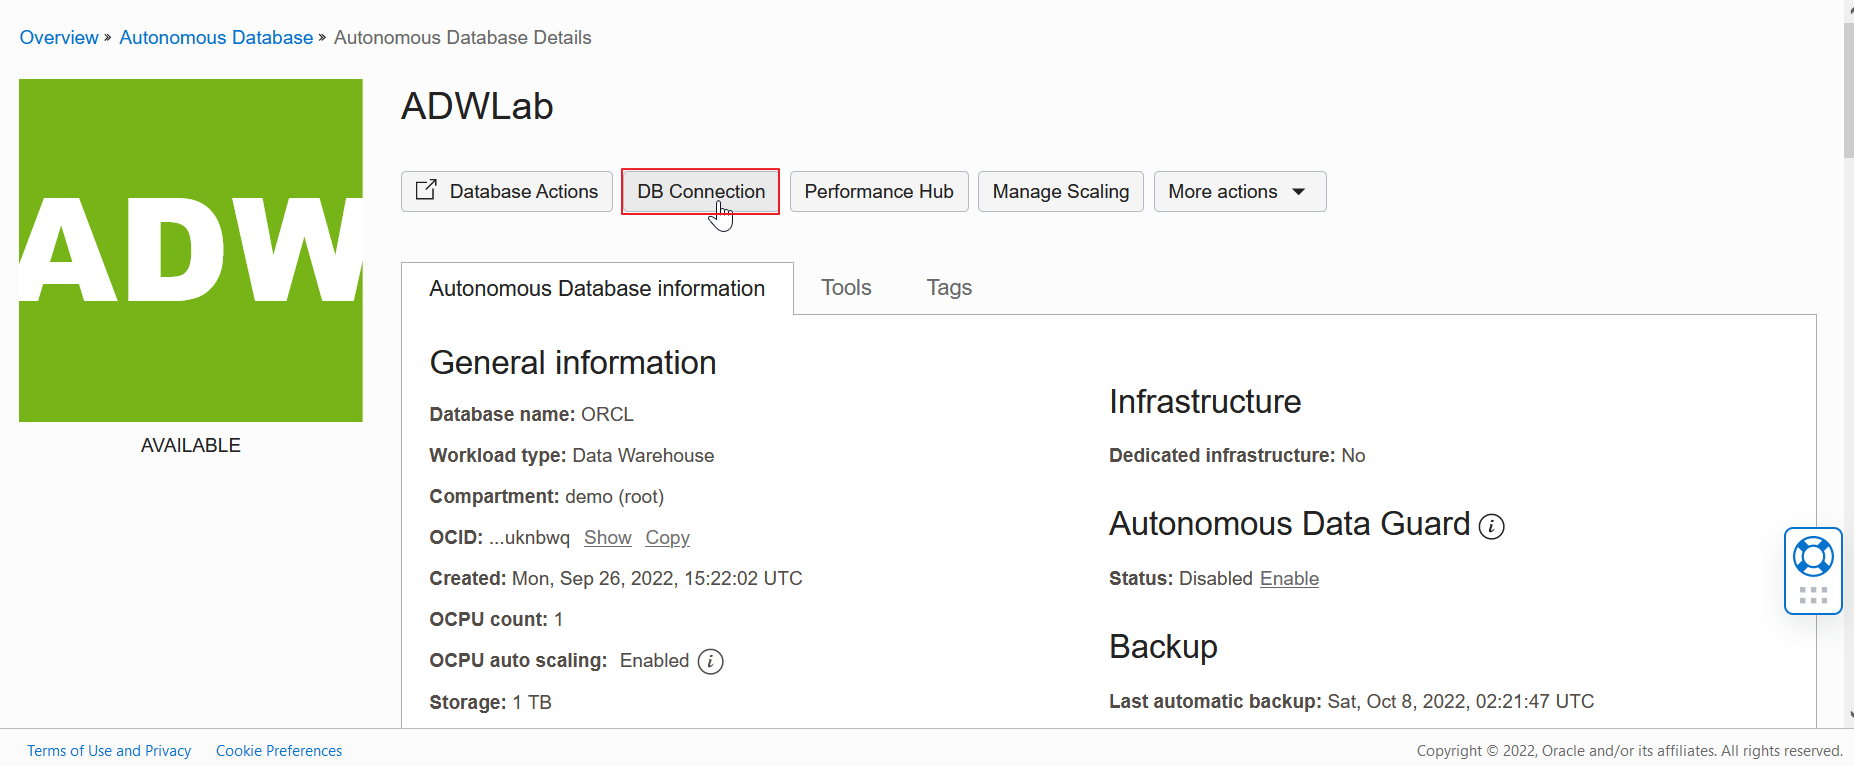 Overview » Autonomous Database » Autonomous Database Details
ADW
AVAILABLE
ADWLab
Database Actions DB Connection Performance Hub Manage Scaling More actions
Autonomous Database information Tools Tags
General information
Database name: ORCL
Workload type: Data Warehouse
Compartment: demo (root)
OCID: ...uknbwq Show Copy
Created: Mon, Sep 26, 2022, 15:22:02 UTC
OCPU count: 1
OCPU auto scaling: Enabled i
Storage: 1 TB
Infrastructure
Dedicated infrastructure: No
Autonomous Data Guard i
Status: Disabled Enable
Backup
Last automatic backup: Sat, Oct 8, 2022, 02:21:47 UTC
Terms of Use and Privacy Cookie Preferences
Copyright © 2022, Oracle and/or its affiliates. All rights reserved.